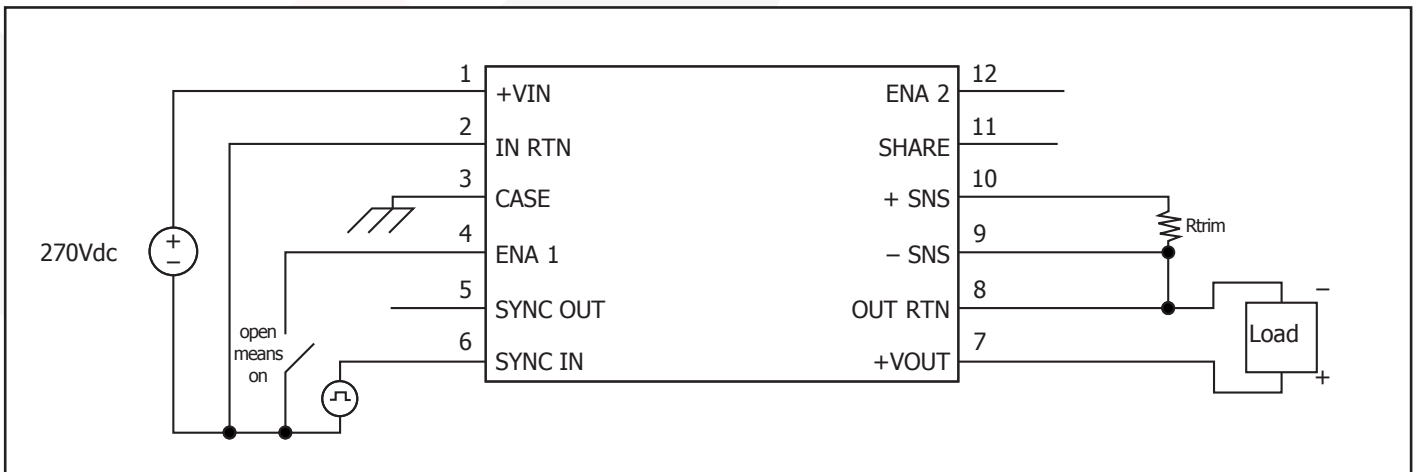 1
+VIN
2
IN RTN
3
CASE
4
ENA 1
5
SYNC OUT
6
SYNC IN
12
ENA 2
11
SHARE
10
+ SNS
9
– SNS
8
OUT RTN
7
+VOUT
270Vdc
+
–
open
means
on
Rtrim
–
Load
+